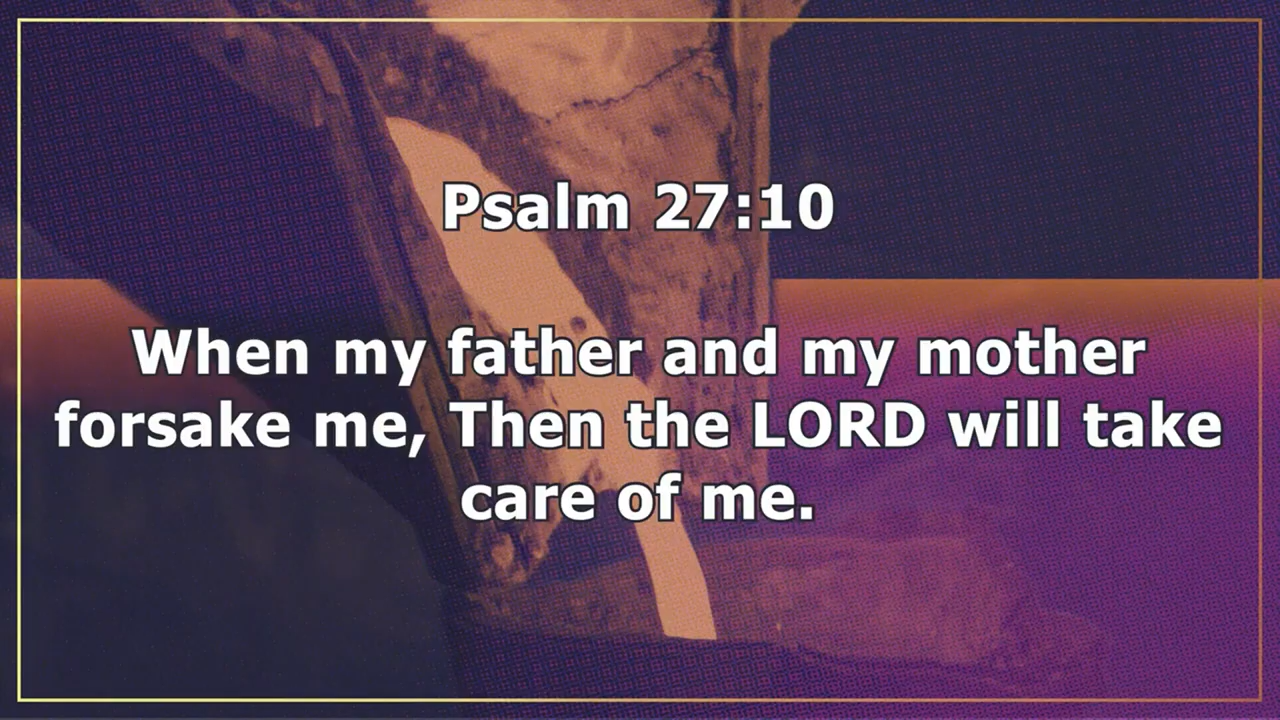 Psalm 27:10
When my father and my mother
forsake me, Then the LORD will take
care of me.